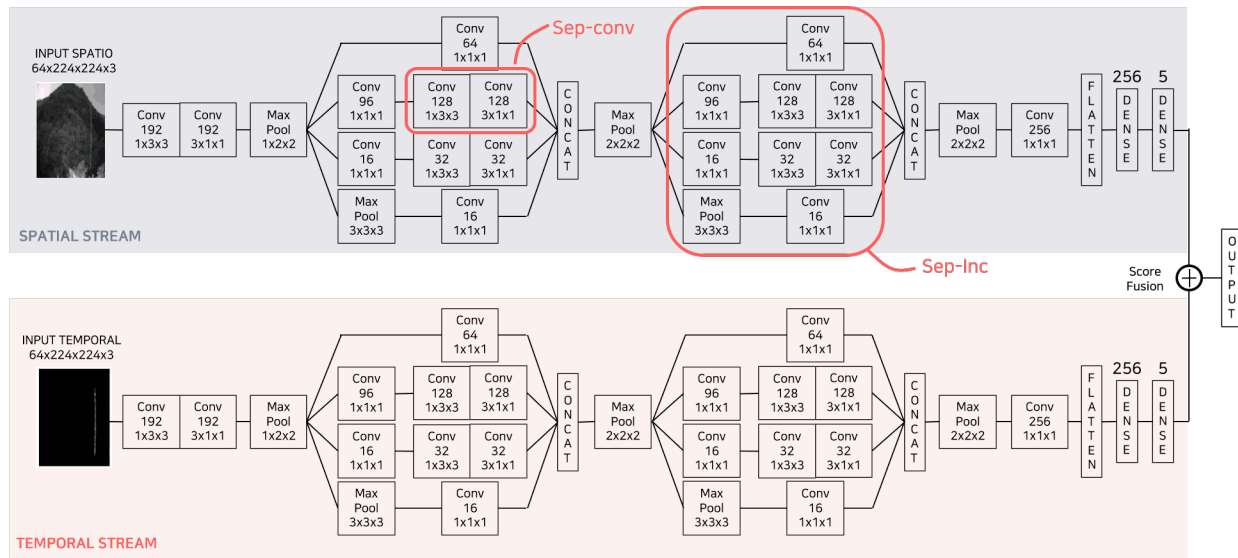 INPUT SPATIO
64x224x224x3
Conv
192
1x3x3
Conv
192
3x1x1
Max
Pool
1x2x2
Conv
64
1x1x1
Sep-conv
Conv
96
1x1x1
Conv
128
1x3x3
Conv
128
3x1x1
Conv
16
1x1x1
Conv
32
1x3x3
Conv
32
3x1x1
Max
Pool
3x3x3
Conv
16
1x1x1
CONCAT
Max
Pool
2x2x2
Conv
64
1x1x1
Conv
96
1x1x1
Conv
128
1x3x3
Conv
128
3x1x1
Conv
16
1x1x1
Conv
32
1x3x3
Conv
32
3x1x1
Max
Pool
3x3x3
Conv
16
1x1x1
Sep-Inc
CONCAT
Max
Pool
2x2x2
Conv
256
1x1x1
FLATTEN
256
DENSE
5
DENSE
SPATIAL STREAM
Score
Fusion
OUTPUT
INPUT TEMPORAL
64x224x224x3
Conv
192
1x3x3
Conv
192
3x1x1
Max
Pool
1x2x2
Conv
64
1x1x1
Conv
96
1x1x1
Conv
128
1x3x3
Conv
128
3x1x1
Conv
16
1x1x1
Conv
32
1x3x3
Conv
32
3x1x1
Max
Pool
3x3x3
Conv
16
1x1x1
CONCAT
Max
Pool
2x2x2
Conv
64
1x1x1
Conv
96
1x1x1
Conv
128
1x3x3
Conv
128
3x1x1
Conv
16
1x1x1
Conv
32
1x3x3
Conv
32
3x1x1
Max
Pool
3x3x3
Conv
16
1x1x1
CONCAT
Max
Pool
2x2x2
Conv
256
1x1x1
FLATTEN
256
DENSE
5
DENSE
TEMPORAL STREAM